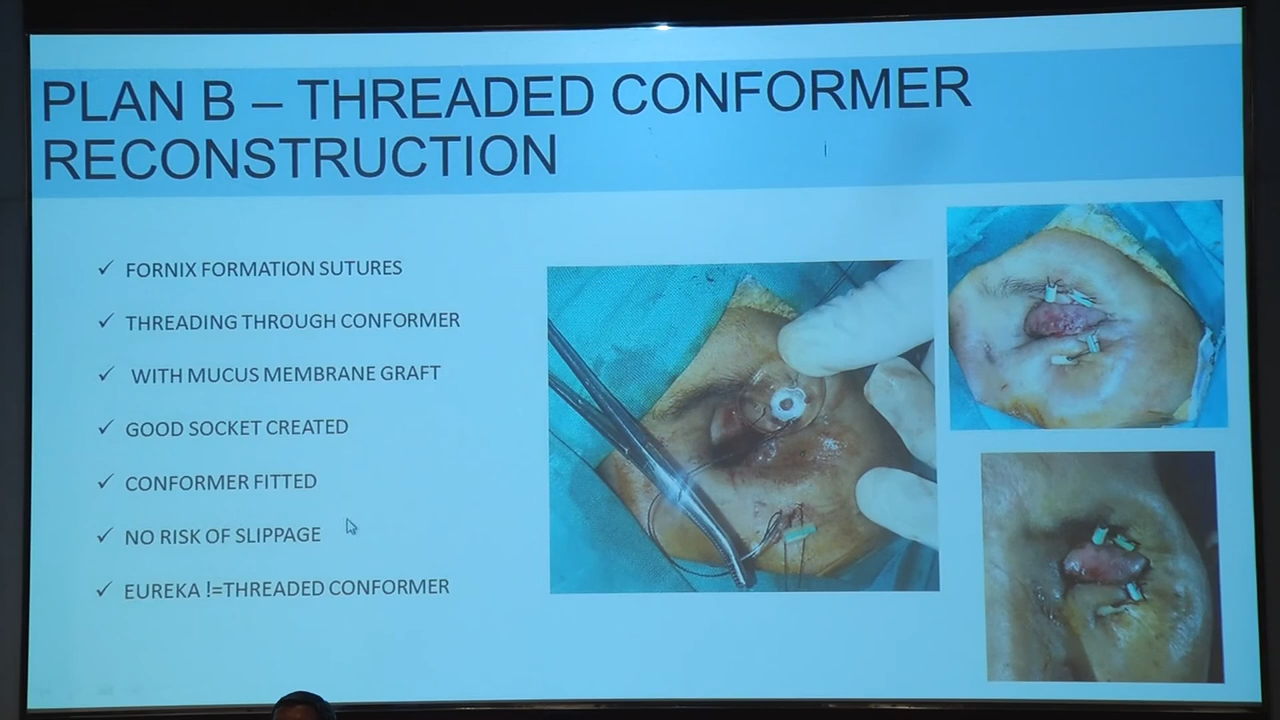 PLAN B – THREADED CONFORMER
RECONSTRUCTION
✓ FORNIX FORMATION SUTURES
✓ THREADING THROUGH CONFORMER
✓ WITH MUCUS MEMBRANE GRAFT
✓ GOOD SOCKET CREATED
✓ CONFORMER FITTED
✓ NO RISK OF SLIPPAGE
✓ EUREKA !=THREADED CONFORMER